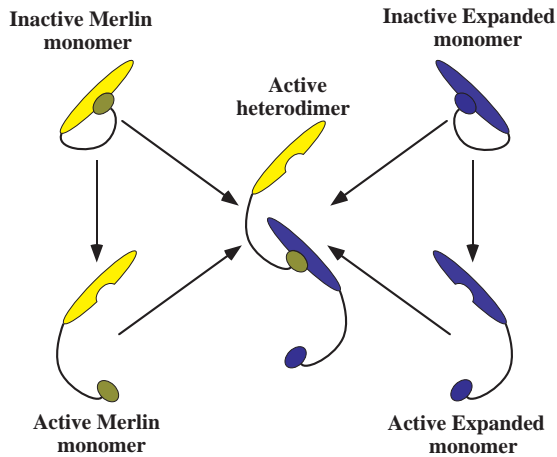 Inactive Merlin
monomer
Inactive Expanded
monomer
Active
heterodimer
Active Merlin
monomer
Active Expanded
monomer